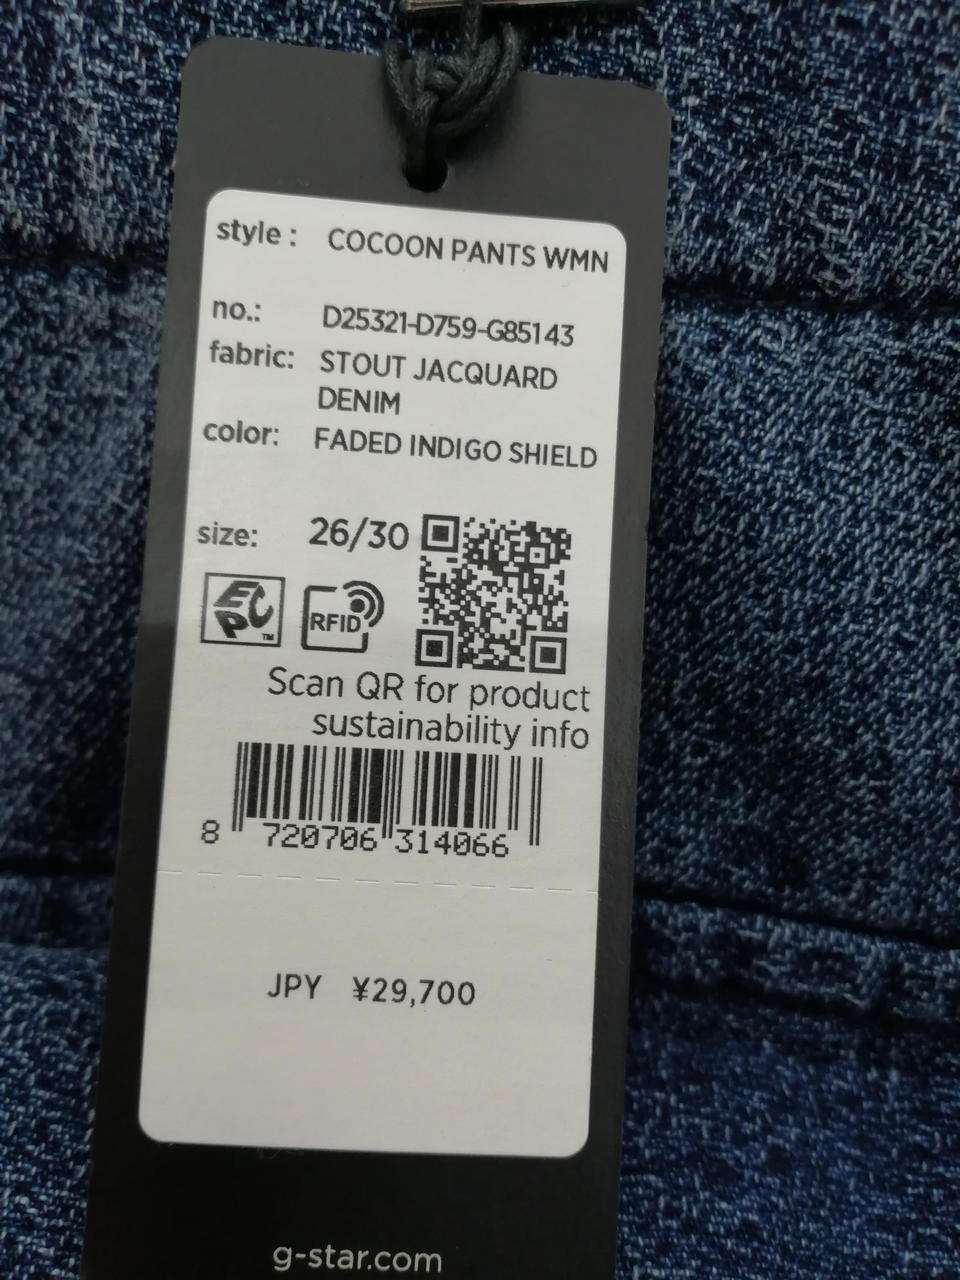 style : COCOON PANTS WMN
no.: D25321-D759-G85143
fabric: STOUT JACQUARD
DENIM
color: FADED INDIGO SHIELD
size: 26/30
EPC TM
RFID
Scan QR for product
sustainability info
8 720706 314066
JPY ¥29,700
g-star.com